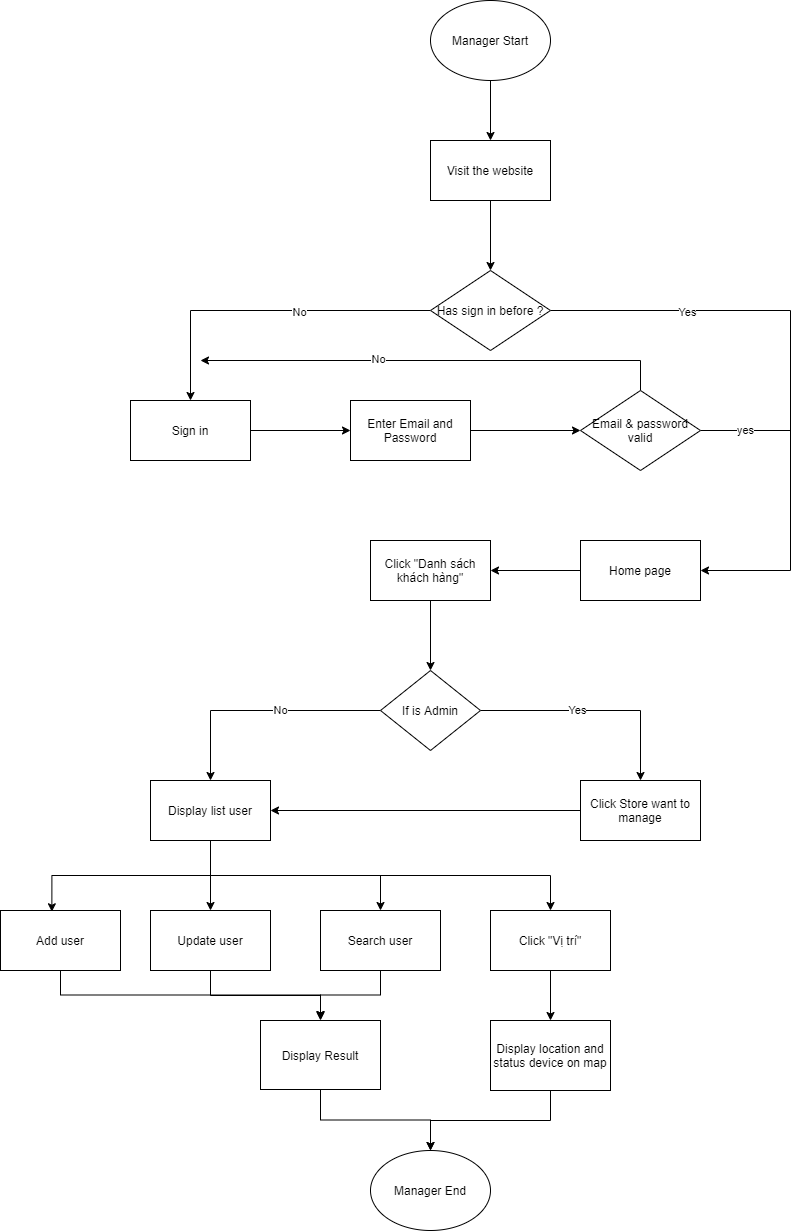 Manager Start
Visit the website
Has sign in before ?
No
Yes
No
Sign in
Enter Email and
Password
Email & password
valid
yes
Click "Danh sách
khách hàng"
Home page
If is Admin
No
Yes
Display list user
Click Store want to
manage
Add user
Update user
Search user
Click "Vị trí"
Display Result
Display location and
status device on map
Manager End